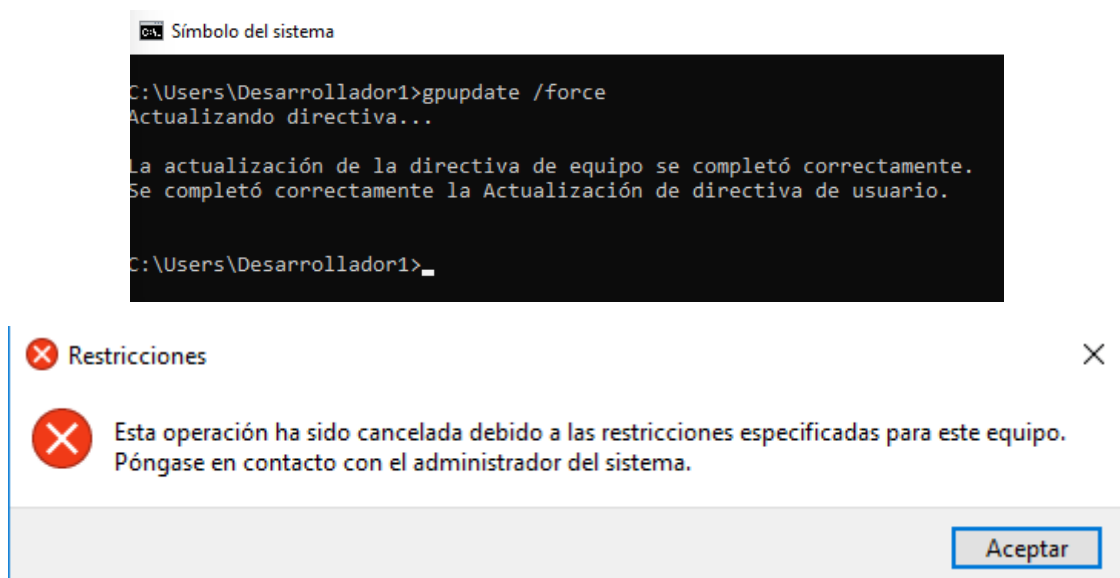 Símbolo del sistema
C:\Users\Desarrollador1>gpupdate /force
Actualizando directiva...
La actualización de la directiva de equipo se completó correctamente.
Se completó correctamente la Actualización de directiva de usuario.
C:\Users\Desarrollador1>
Restricciones
Esta operación ha sido cancelada debido a las restricciones especificadas para este equipo.
Póngase en contacto con el administrador del sistema.
Aceptar